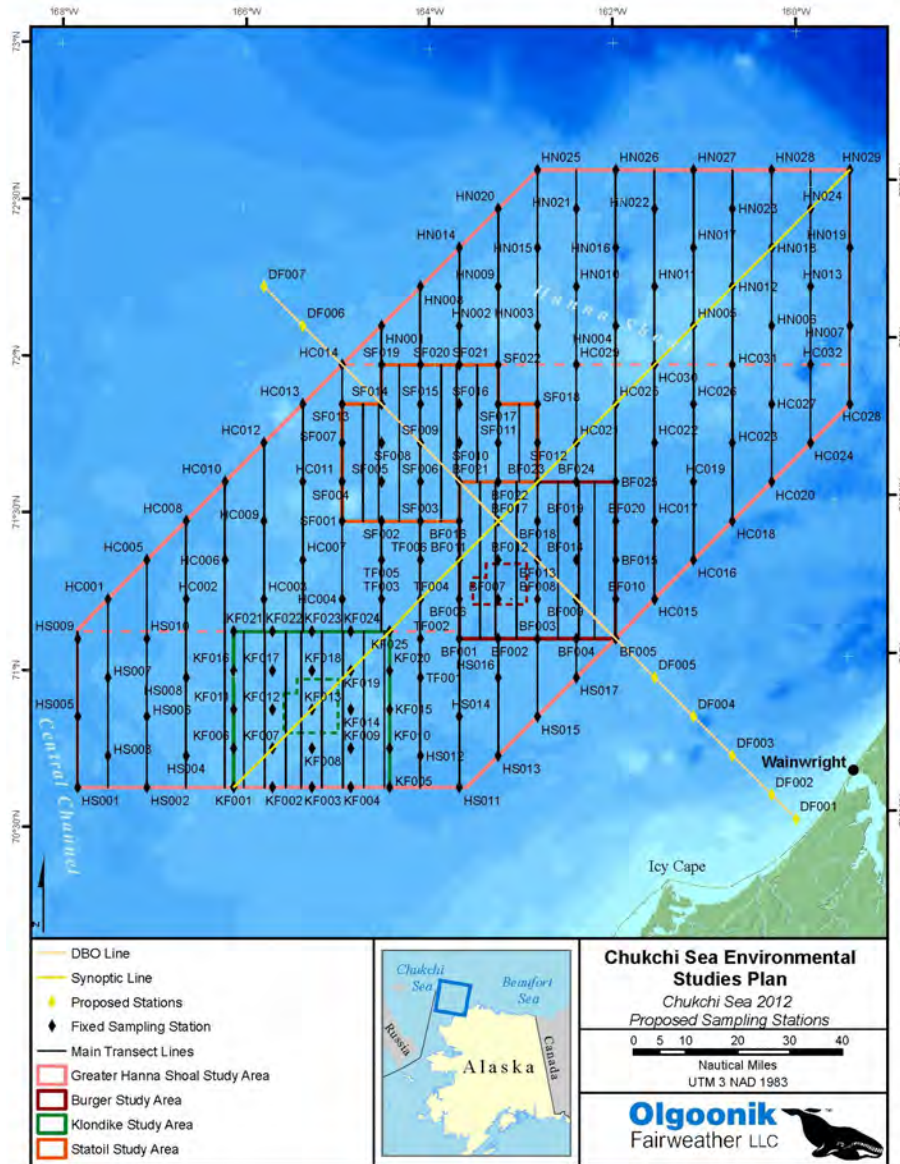 168°W 166°W 164°W 162°W 160°W
73°N
72°30'N
72°N
71°30'N
71°N
70°30'N
HN025 HN026 HN027 HN028 HN029
HN020 HN021 HN022 HN023 HN024
HN014 HN015 HN016 HN017 HN018 HN019
DF007 HN009 HN010 HN011 HN012 HN013
Hanna Shoal
DF006 HN008 HN002 HN003 HN004 HN005 HN006 HN007
HN001
HC014 SF019 SF020 SF021 SF022 HC029 HC030 HC031 HC032
HC013 SF014 SF015 SF016 HC025 HC026 HC027 HC028
SF013 SF017 SF018
HC012 SF007 SF009 SF011 HC021 HC022 HC023 HC024
SF008 SF010 SF012
HC010 HC011 SF005 SF006 BF021 BF023 BF024 HC019 HC020
SF004 BF022 BF025
HC008 HC009 SF001 SF003 BF017 BF019 BF020 HC017 HC018
SF002 BF016 BF018
HC005 HC006 HC007 TF006 BF011 BF012 BF014 BF015 HC016
TF005 BF013
HC001 HC002 HC003 HC004 TF003 TF004 BF007 BF008 BF010 HC015
BF006 BF009
HS009 HS010 KF021 KF022 KF023 KF024 TF002 BF003
KF025 BF001 BF002 BF004 BF005
HS007 KF016 KF017 KF018 KF020 HS016
HS008 KF019 TF001 HS017 DF005
HS005 HS006 KF011 KF012 KF013 KF015 HS014 HS015 DF004
KF014
HS003 HS004 KF006 KF007 KF009 KF010 HS012 HS013 DF003
KF008 Wainwright
HS001 HS002 KF001 KF002 KF003 KF004 KF005 HS011 DF002
DF001
Central Channel
Icy Cape
DBO Line
Synoptic Line
Proposed Stations
Fixed Sampling Station
Main Transect Lines
Greater Hanna Shoal Study Area
Burger Study Area
Klondike Study Area
Statoil Study Area
Chukchi
Sea
Beaufort
Sea
Russia
Alaska
Canada
Chukchi Sea Environmental
Studies Plan
Chukchi Sea 2012
Proposed Sampling Stations
0 5 10 20 30 40
Nautical Miles
UTM 3 NAD 1983
Olgoonik
Fairweather LLC